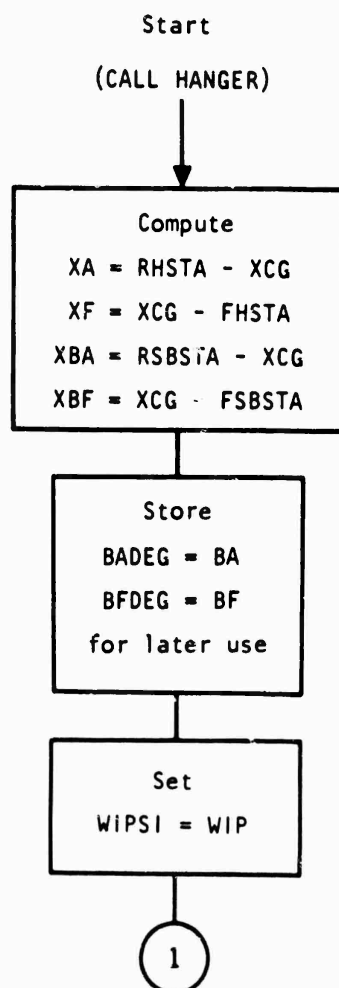 Start
(CALL HANGER)
Compute
XA = RHSTA - XCG
XF = XCG - FHSTA
XBA = RSBSTA - XCG
XBF = XCG - FSBSTA
Store
BADEG = BA
BFDEG = BF
for later use
Set
WIPSI = WIP
1